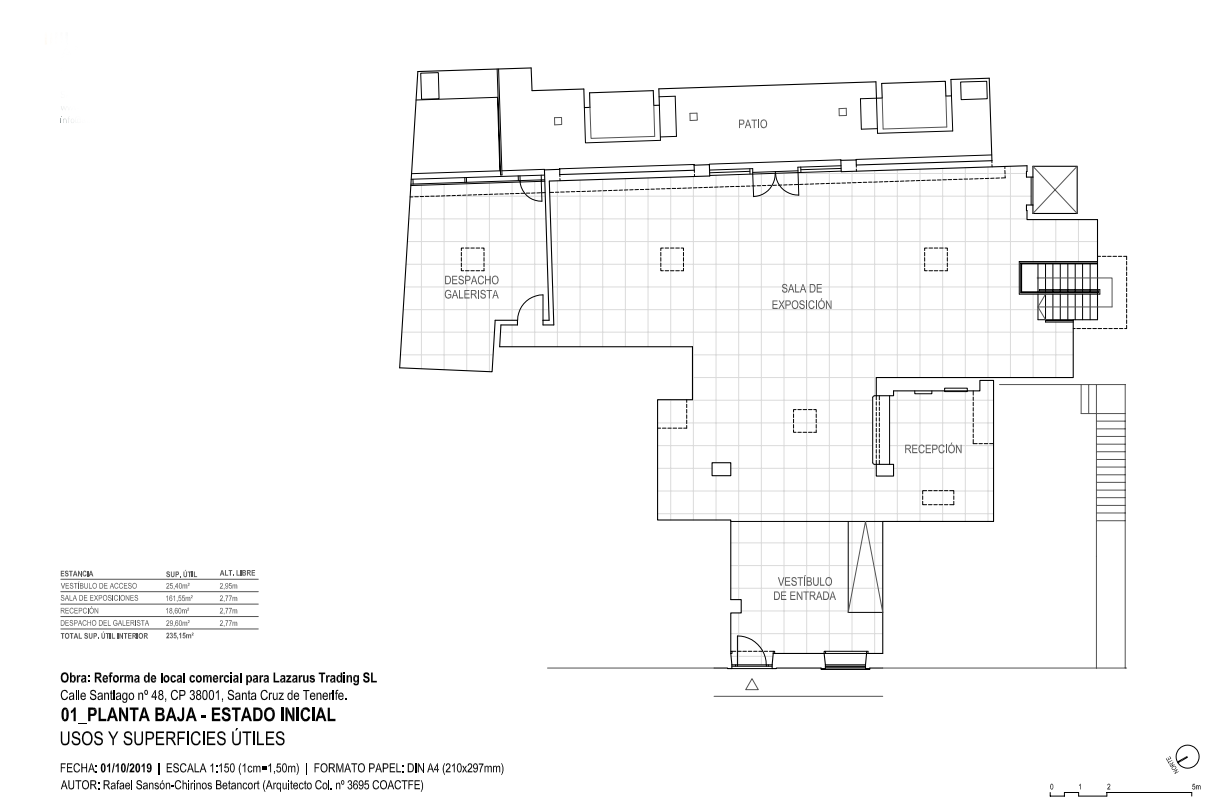 PATIO
DESPACHO
GALERISTA
SALA DE
EXPOSICIÓN
RECEPCIÓN
VESTÍBULO
DE ENTRADA
ESTANCIA SUP. ÚTIL ALT. LIBRE
VESTÍBULO DE ACCESO 25,40m² 2,95m
SALA DE EXPOSICIONES 161,55m² 2,77m
RECEPCIÓN 18,60m² 2,77m
DESPACHO DEL GALERISTA 29,60m² 2,77m
TOTAL SUP. ÚTIL INTERIOR 235,15m²
Obra: Reforma de local comercial para Lazarus Trading SL
Calle Santiago nº 48, CP 38001, Santa Cruz de Tenerife.
01_PLANTA BAJA - ESTADO INICIAL
USOS Y SUPERFICIES ÚTILES
FECHA: 01/10/2019 | ESCALA 1:150 (1cm=1,50m) | FORMATO PAPEL: DIN A4 (210x297mm)
AUTOR: Rafael Sansón-Chirinos Betancort (Arquitecto Col. nº 3695 COACTFE)
NORTE
0 1 2 5m